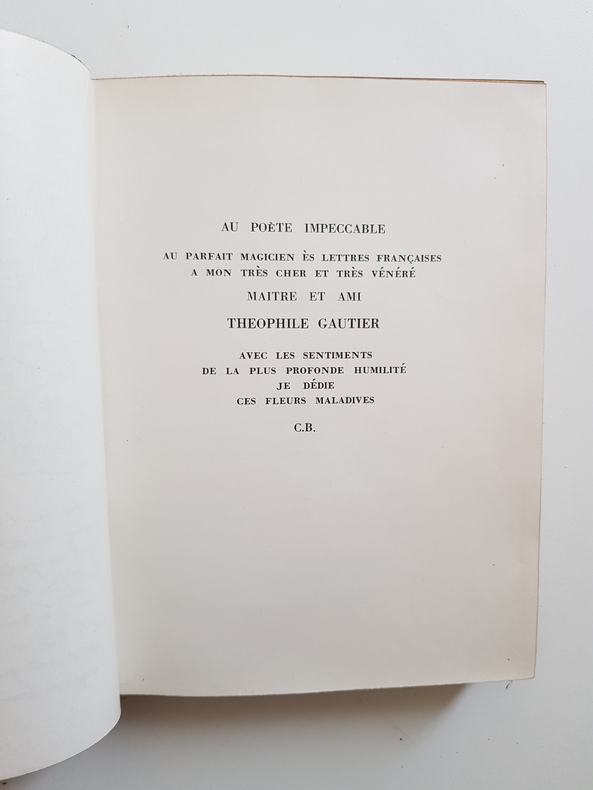 AU POÈTE IMPECCABLE
AU PARFAIT MAGICIEN ÈS LETTRES FRANÇAISES
A MON TRÈS CHER ET TRÈS VÉNÉRÉ
MAITRE ET AMI
THEOPHILE GAUTIER
AVEC LES SENTIMENTS
DE LA PLUS PROFONDE HUMILITÉ
JE DÉDIE
CES FLEURS MALADIVES
C.B.